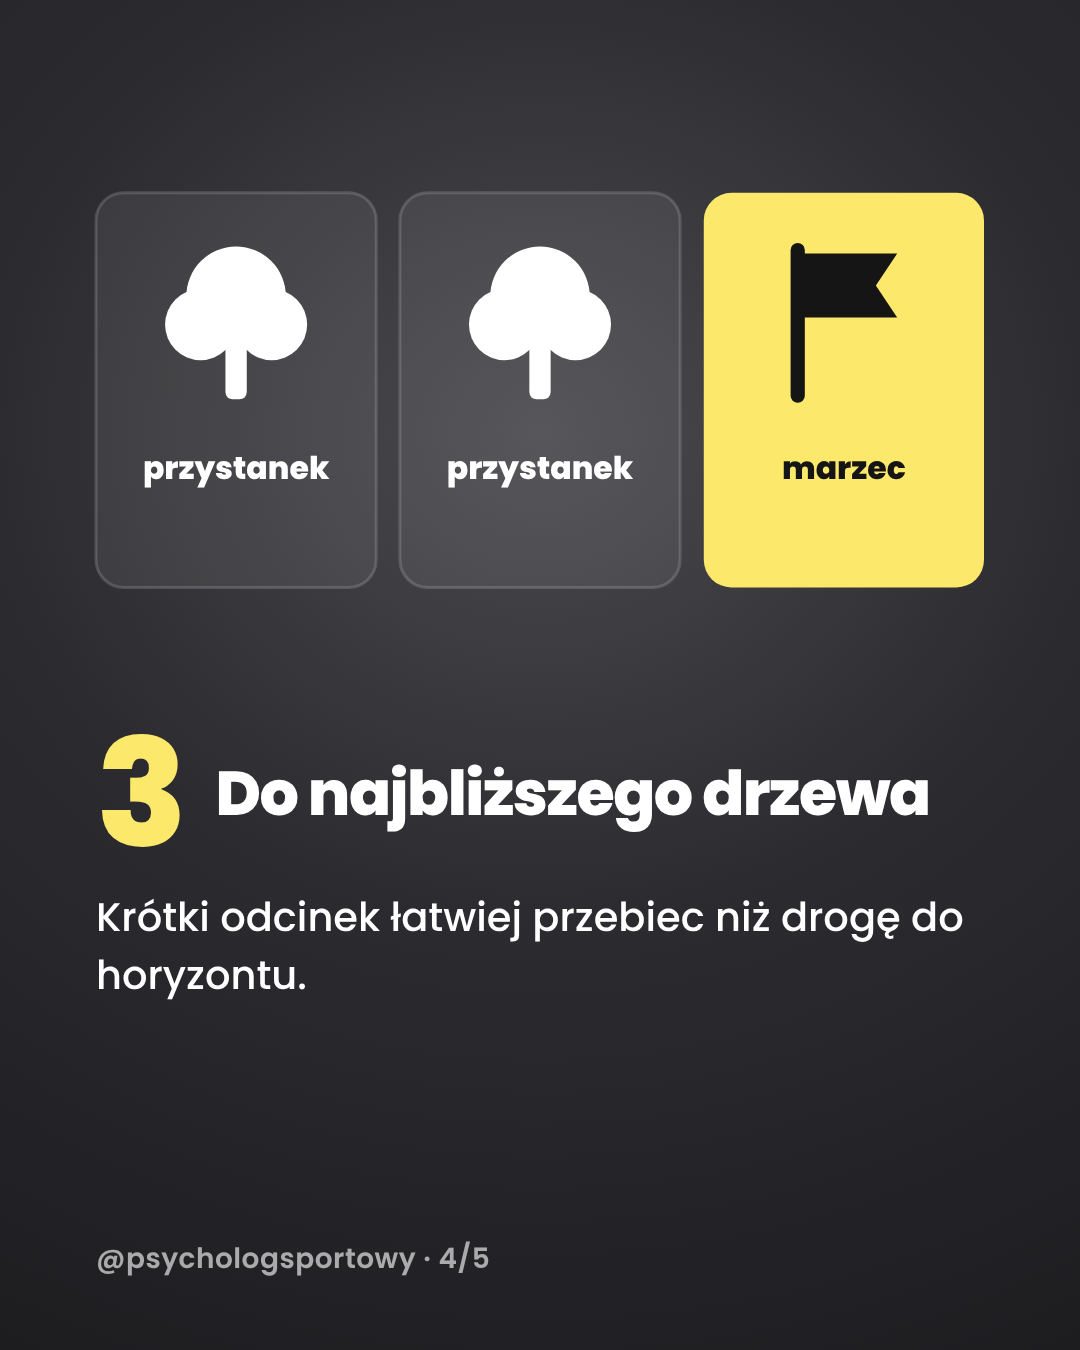 przystanek
przystanek
marzec
3 Do najbliższego drzewa
Krótki odcinek łatwiej przebiec niż drogę do
horyzontu.
@psychologsportowy · 4/5